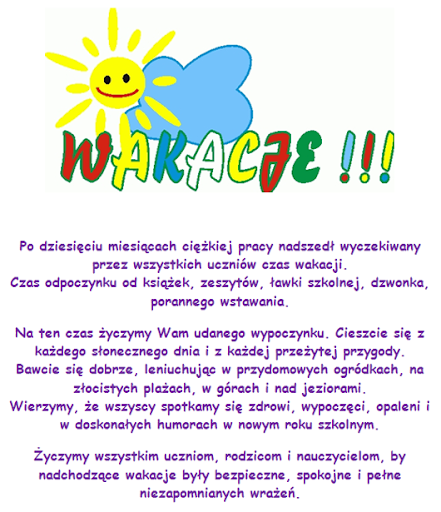 WAKACJE !!!
Po dziesięciu miesiącach ciężkiej pracy nadszedł wyczekiwany
przez wszystkich uczniów czas wakacji.
Czas odpoczynku od książek, zeszytów, ławki szkolnej, dzwonka,
porannego wstawania.
Na ten czas życzymy Wam udanego wypoczynku. Cieszcie się z
każdego słonecznego dnia i z każdej przeżytej przygody.
Bawcie się dobrze, leniuchując w przydomowych ogródkach, na
złocistych plażach, w górach i nad jeziorami.
Wierzymy, że wszyscy spotkamy się zdrowi, wypoczęci, opaleni i
w doskonałych humorach w nowym roku szkolnym.
Życzymy wszystkim uczniom, rodzicom i nauczycielom, by
nadchodzące wakacje były bezpieczne, spokojne i pełne
niezapomnianych wrażeń.